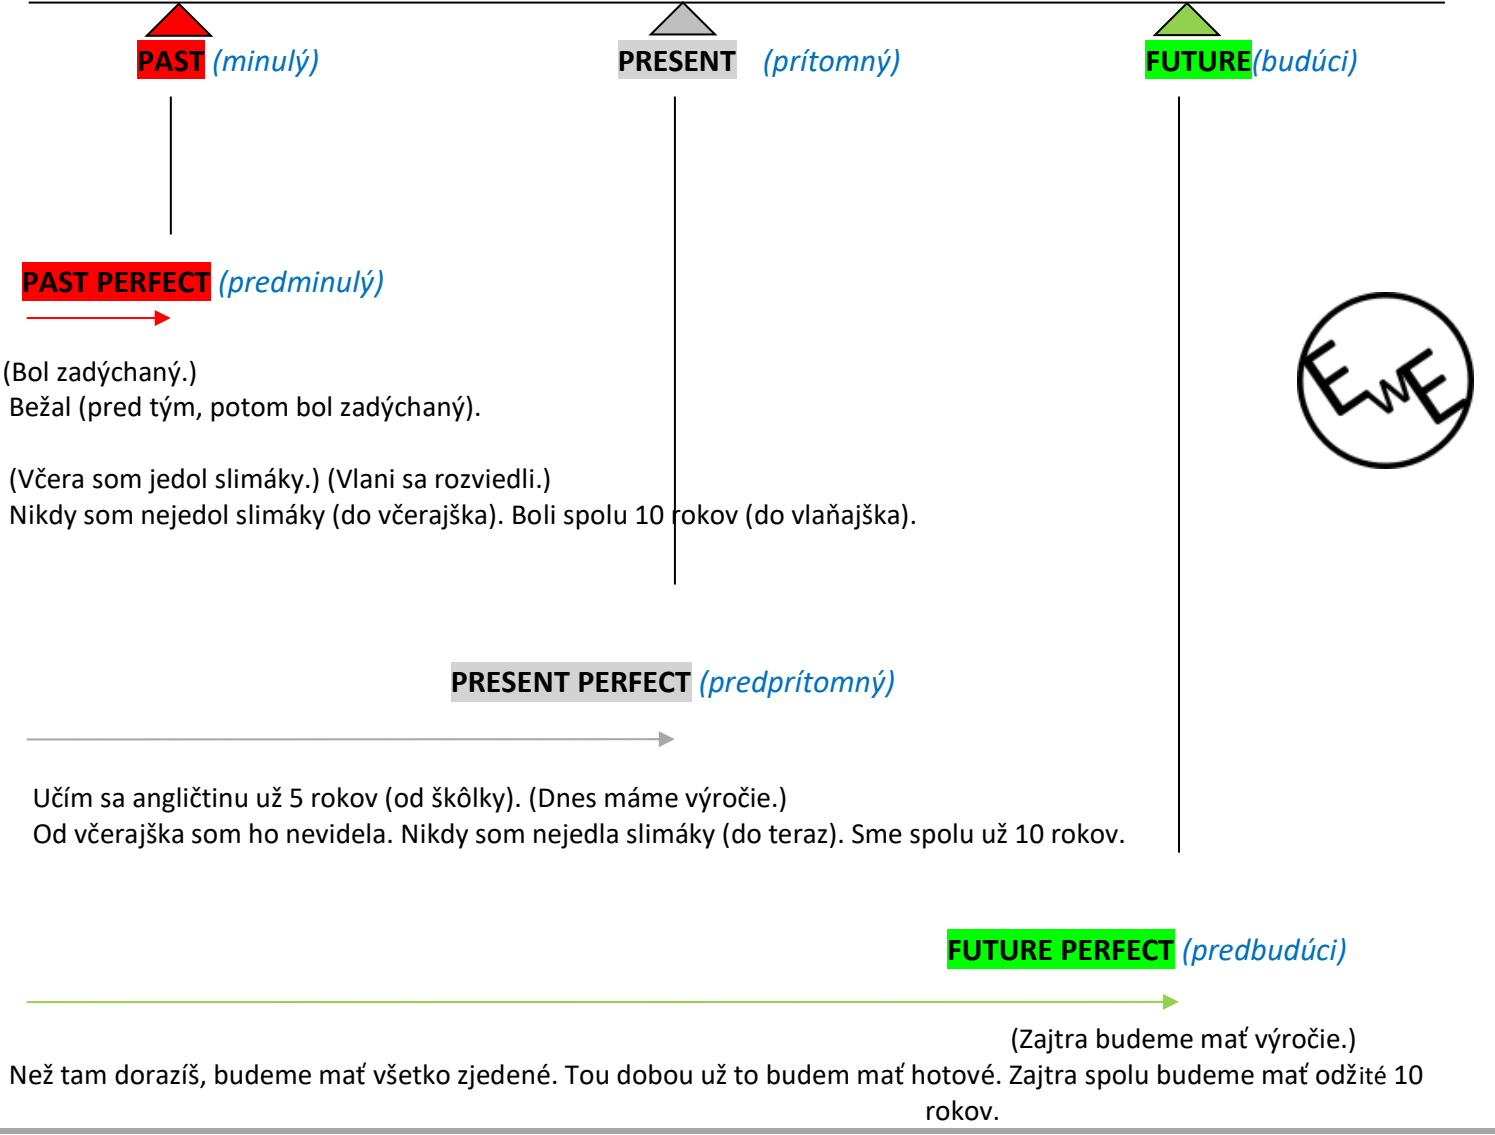 PAST (minulý) PRESENT (prítomný) FUTURE(budúci)
PAST PERFECT (predminulý)
(Bol zadýchaný.)
Bežal (pred tým, potom bol zadýchaný).
EWE
(Včera som jedol slimáky.) (Vlani sa rozviedli.)
Nikdy som nejedol slimáky (do včerajška). Boli spolu 10 rokov (do vlaňajška).
PRESENT PERFECT (predprítomný)
Učím sa angličtinu už 5 rokov (od škôlky). (Dnes máme výročie.)
Od včerajška som ho nevidela. Nikdy som nejedla slimáky (do teraz). Sme spolu už 10 rokov.
FUTURE PERFECT (predbudúci)
(Zajtra budeme mať výročie.)
Než tam dorazíš, budeme mať všetko zjedené. Tou dobou už to budem mať hotové. Zajtra spolu budeme mať odžité 10
rokov.